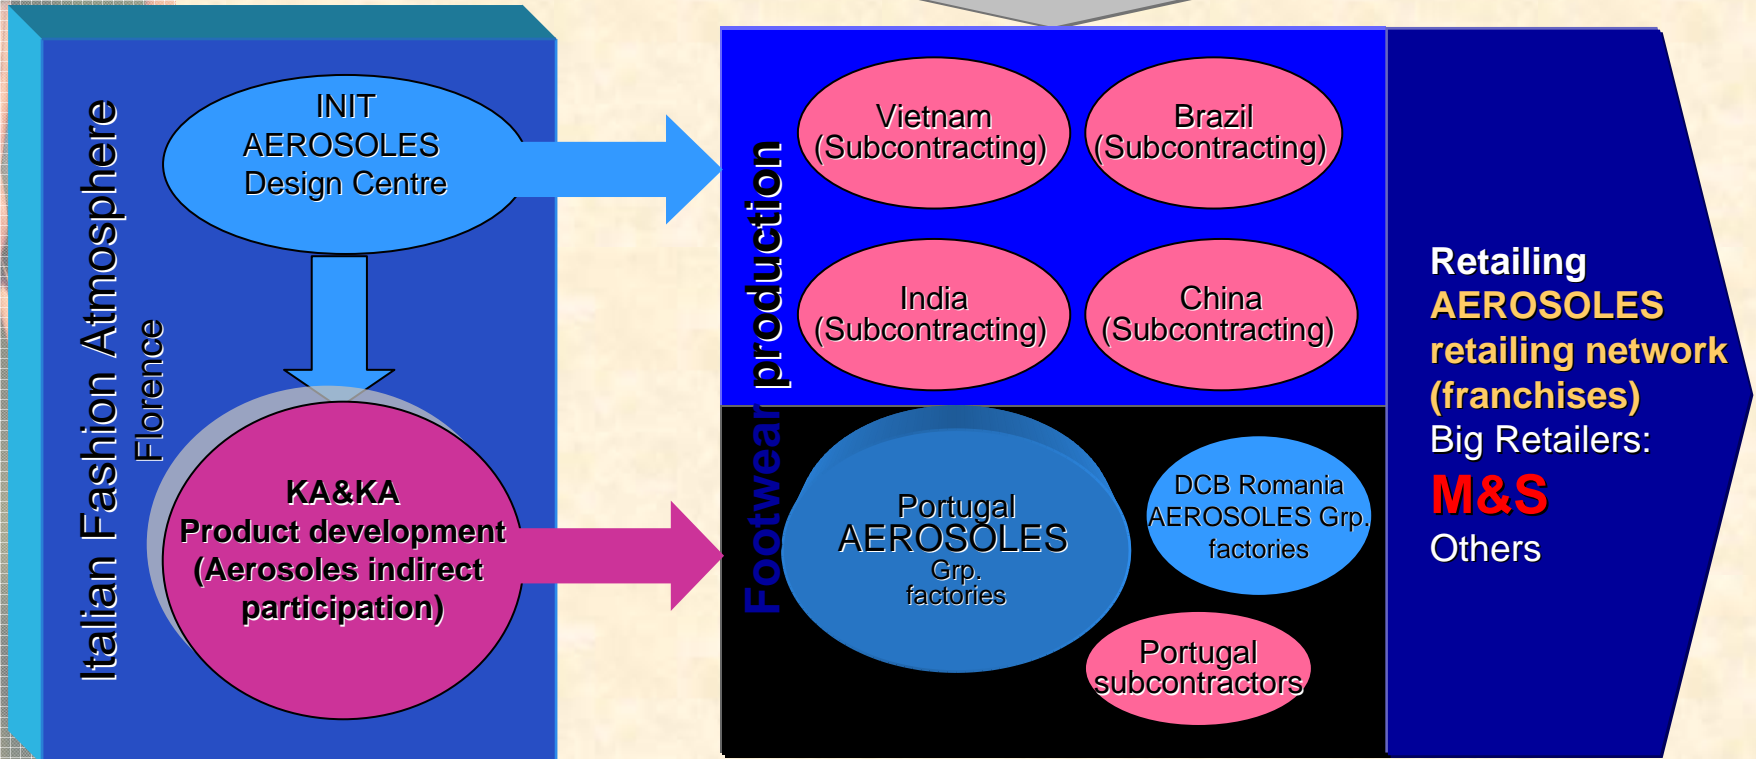 Italian Fashion Atmosphere
Florence
INIT
AEROSOLES
Design Centre
KA&KA
Product development
(Aerosoles indirect
participation)
Footwear production
Vietnam
(Subcontracting)
Brazil
(Subcontracting)
India
(Subcontracting)
China
(Subcontracting)
Portugal
AEROSOLES
Grp.
factories
DCB Romania
AEROSOLES Grp.
factories
Portugal
subcontractors
Retailing
AEROSOLES
retailing network
(franchises)
Big Retailers:
M&S
Others